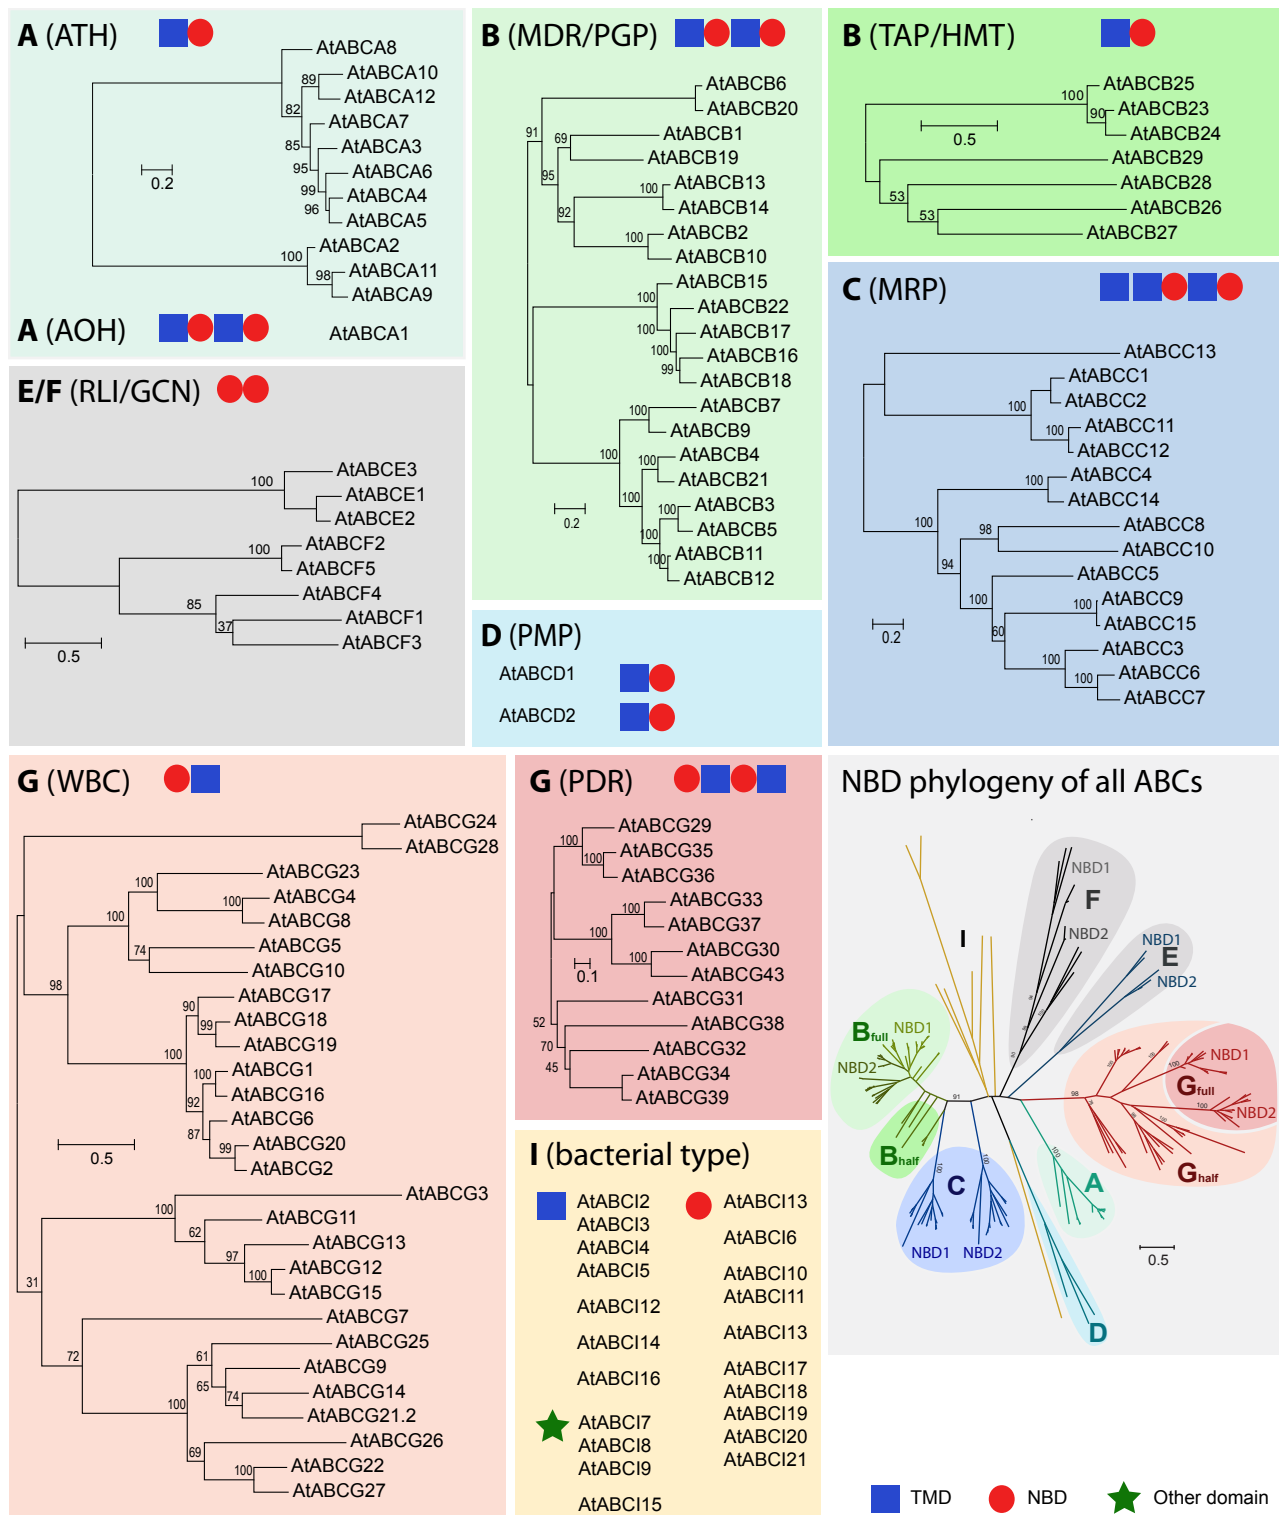 A (ATH)
AtABCA8
AtABCA10
AtABCA12
AtABCA7
AtABCA3
AtABCA6
AtABCA4
AtABCA5
AtABCA2
AtABCA11
AtABCA9
89
82
85
95
99
96
100
98
0.2
A (AOH)
AtABCA1
B (MDR/PGP)
AtABCB6
AtABCB20
AtABCB1
AtABCB19
AtABCB13
AtABCB14
AtABCB2
AtABCB10
AtABCB15
AtABCB22
AtABCB17
AtABCB16
AtABCB18
AtABCB7
AtABCB9
AtABCB4
AtABCB21
AtABCB3
AtABCB5
AtABCB11
AtABCB12
91
69
95
100
92
100
100
100
100
99
100
100
100
100
100
100
100
0.2
B (TAP/HMT)
AtABCB25
AtABCB23
AtABCB24
AtABCB29
AtABCB28
AtABCB26
AtABCB27
100
90
0.5
53
53
C (MRP)
AtABCC13
AtABCC1
AtABCC2
AtABCC11
AtABCC12
AtABCC4
AtABCC14
AtABCC8
AtABCC10
AtABCC5
AtABCC9
AtABCC15
AtABCC3
AtABCC6
AtABCC7
100
100
100
100
98
94
100
100
60
100
100
0.2
E/F (RLI/GCN)
AtABCE3
AtABCE1
AtABCE2
AtABCF2
AtABCF5
AtABCF4
AtABCF1
AtABCF3
100
100
85
37
0.5
D (PMP)
AtABCD1
AtABCD2
G (WBC)
AtABCG24
AtABCG28
AtABCG23
AtABCG4
AtABCG8
AtABCG5
AtABCG10
AtABCG17
AtABCG18
AtABCG19
AtABCG1
AtABCG16
AtABCG6
AtABCG20
AtABCG2
AtABCG3
AtABCG11
AtABCG13
AtABCG12
AtABCG15
AtABCG7
AtABCG25
AtABCG9
AtABCG14
AtABCG21.2
AtABCG26
AtABCG22
AtABCG27
100
100
100
74
98
90
99
100
100
92
87
99
0.5
100
62
97
100
31
72
61
65
74
100
69
100
G (PDR)
AtABCG29
AtABCG35
AtABCG36
AtABCG33
AtABCG37
AtABCG30
AtABCG43
AtABCG31
AtABCG38
AtABCG32
AtABCG34
AtABCG39
100
100
100
100
100
0.1
52
70
45
I (bacterial type)
AtABCI2
AtABCI3
AtABCI4
AtABCI5
AtABCI12
AtABCI14
AtABCI16
AtABCI7
AtABCI8
AtABCI9
AtABCI15
AtABCI13
AtABCI6
AtABCI10
AtABCI11
AtABCI13
AtABCI17
AtABCI18
AtABCI19
AtABCI20
AtABCI21
NBD phylogeny of all ABCs
NBD1
F
NBD2
I
NBD1
E
NBD2
Bfull
NBD1
NBD2
Bhalf
91
98
100
NBD1
Gfull
100
NBD2
Ghalf
100
A
100
100
C
NBD1
NBD2
0.5
D
TMD
NBD
Other domain